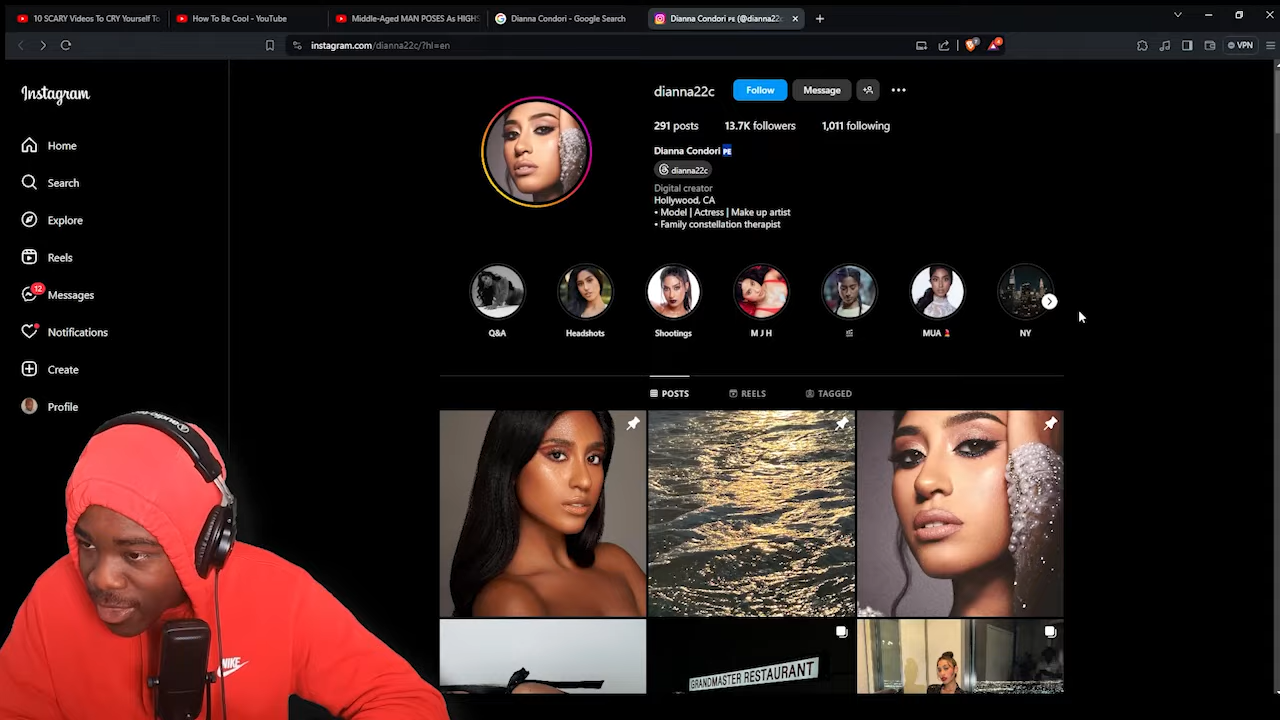 10 SCARY Videos To CRY Yourself To
How To Be Cool - YouTube
Middle-Aged MAN POSES As HIGHS
Dianna Condori - Google Search
Dianna Condori PE (@dianna22c
instagram.com/dianna22c/?hl=en
VPN
Instagram
Home
Search
Explore
Reels
12
Messages
Notifications
Create
Profile
dianna22c
Follow
Message
291 posts
13.7K followers
1,011 following
Dianna Condori PE
dianna22c
Digital creator
Hollywood, CA
• Model | Actress | Make up artist
• Family constellation therapist
Q&A
Headshots
Shootings
M J H
MUA
NY
POSTS
REELS
TAGGED
GRANDMASTER RESTAURANT
NIKE